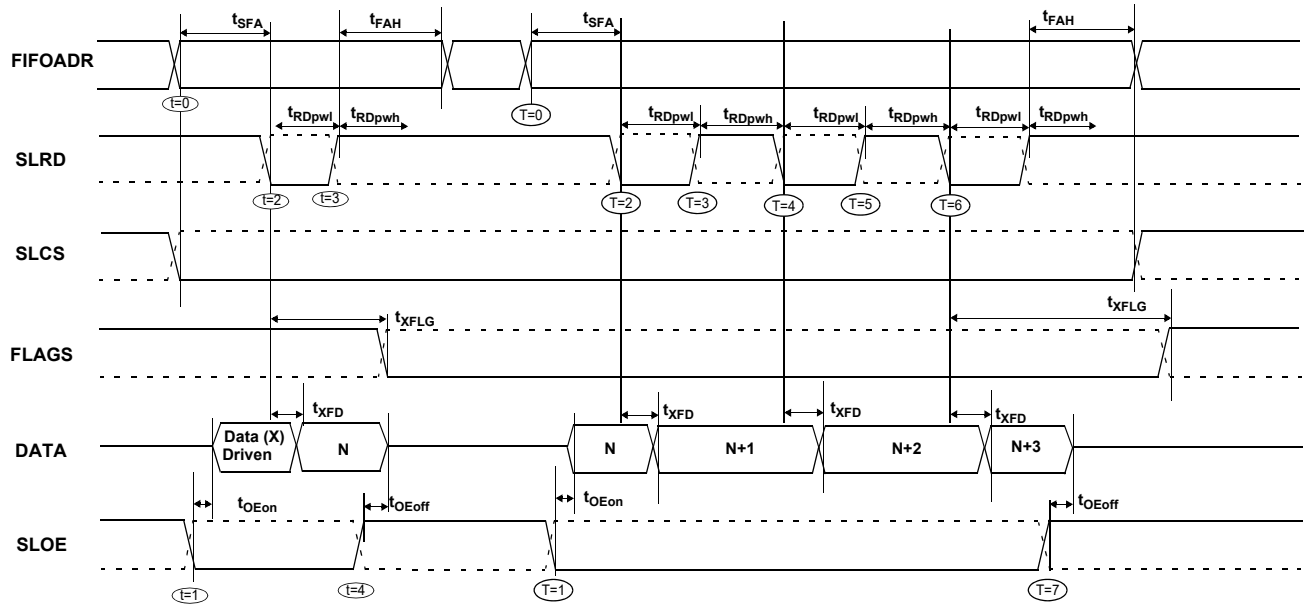 tSFA tFAH tSFA tFAH
FIFOADR
t=0 T=0
tRDpwl tRDpwh tRDpwl tRDpwh tRDpwl tRDpwh tRDpwl tRDpwh
SLRD
t=2 t=3 T=2 T=3 T=4 T=5 T=6
SLCS
tXFLG tXFLG
FLAGS
tXFD tXFD tXFD tXFD
DATA
Data (X)
Driven
N N N+1 N+2 N+3
tOEon tOEoff tOEon tOEoff
SLOE
t=1 t=4 T=1 T=7